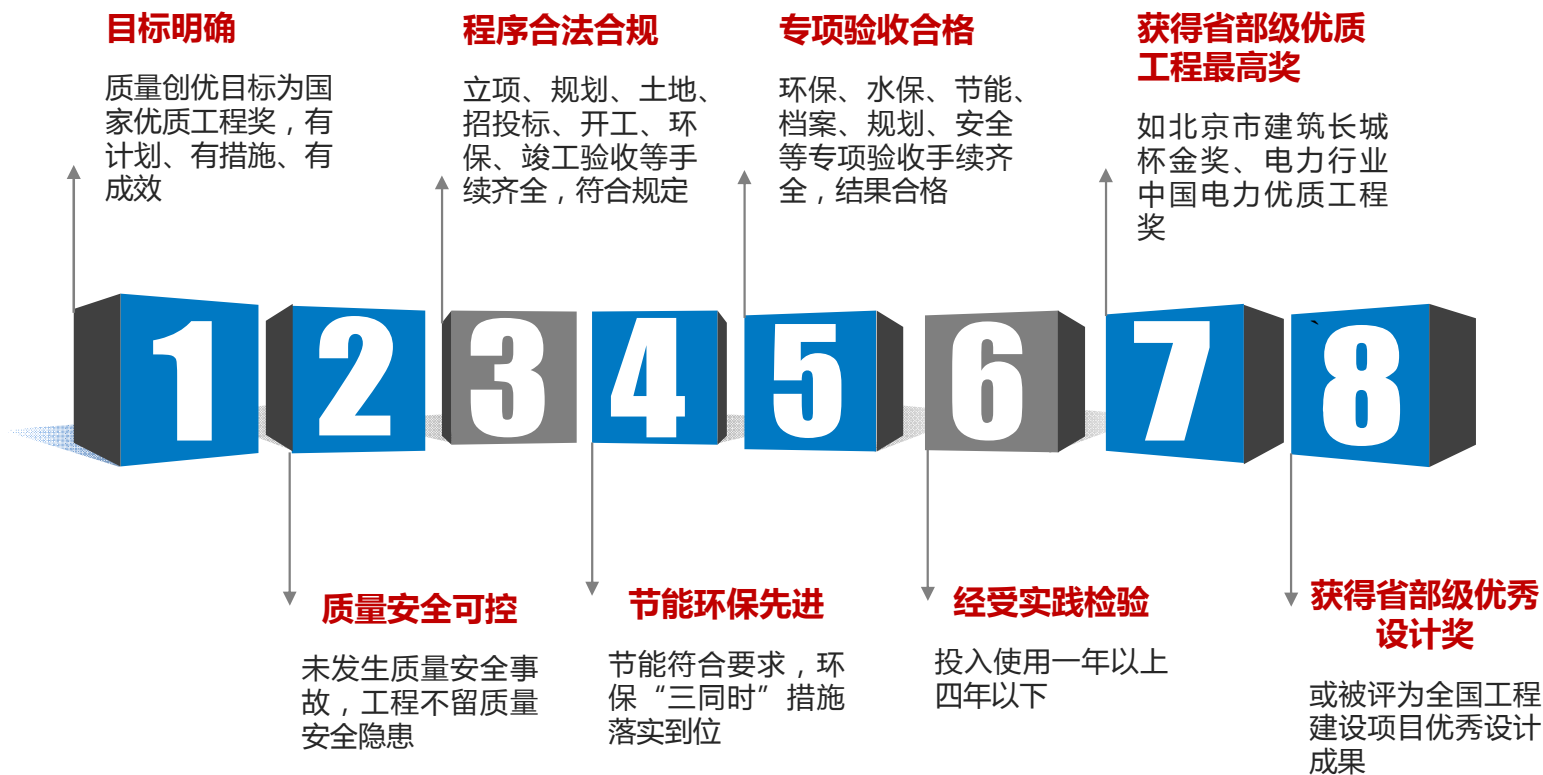 目标明确
质量创优目标为国
家优质工程奖，有
计划、有措施、有
成效
程序合法合规
立项、规划、土地、
招投标、开工、环
保、竣工验收等手
续齐全，符合规定
专项验收合格
环保、水保、节能、
档案、规划、安全
等专项验收手续齐
全，结果合格
获得省部级优质
工程最高奖
如北京市建筑长城
杯金奖、电力行业
中国电力优质工程
奖
1
2
3
4
5
6
7
8
质量安全可控
未发生质量安全事
故，工程不留质量
安全隐患
节能环保先进
节能符合要求，环
保“三同时”措施
落实到位
经受实践检验
投入使用一年以上
四年以下
获得省部级优秀
设计奖
或被评为全国工程
建设项目优秀设计
成果